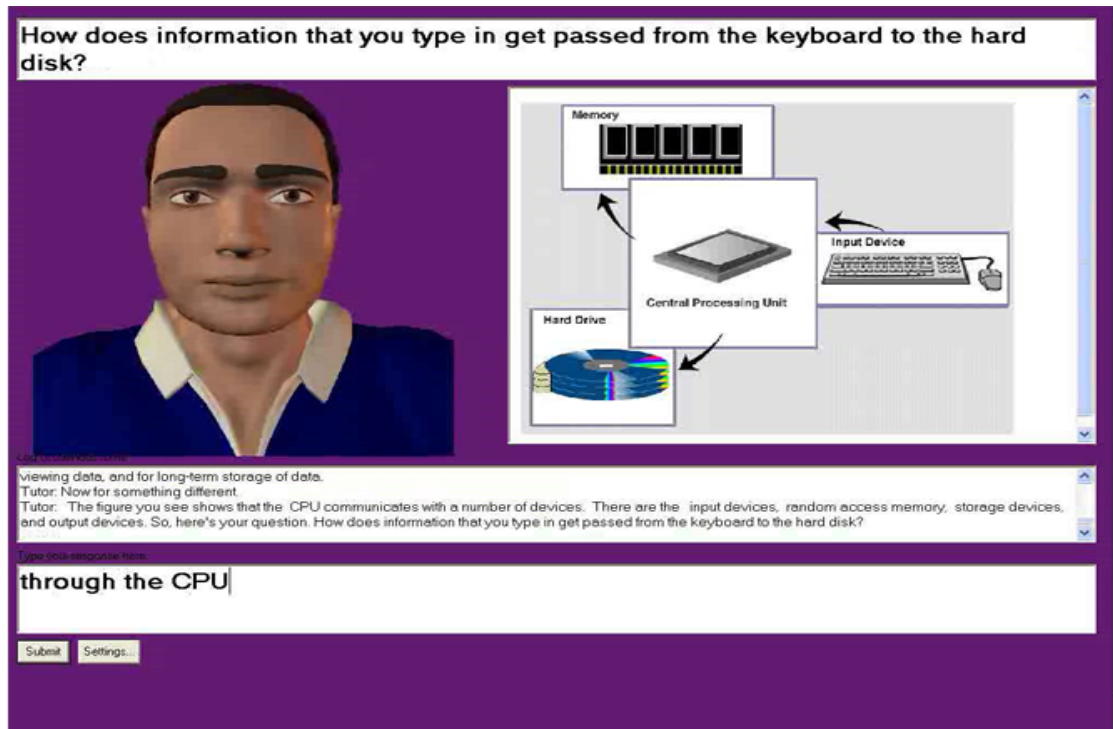 How does information that you type in get passed from the keyboard to the hard
disk?
Memory
Input Device
Central Processing Unit
Hard Drive
viewing data, and for long-term storage of data.
Tutor: Now for something different.
Tutor: The figure you see shows that the CPU communicates with a number of devices. There are the input devices, random access memory, storage devices,
and output devices. So, here's your question. How does information that you type in get passed from the keyboard to the hard disk?
Type your response here:
through the CPU
Submit Settings...